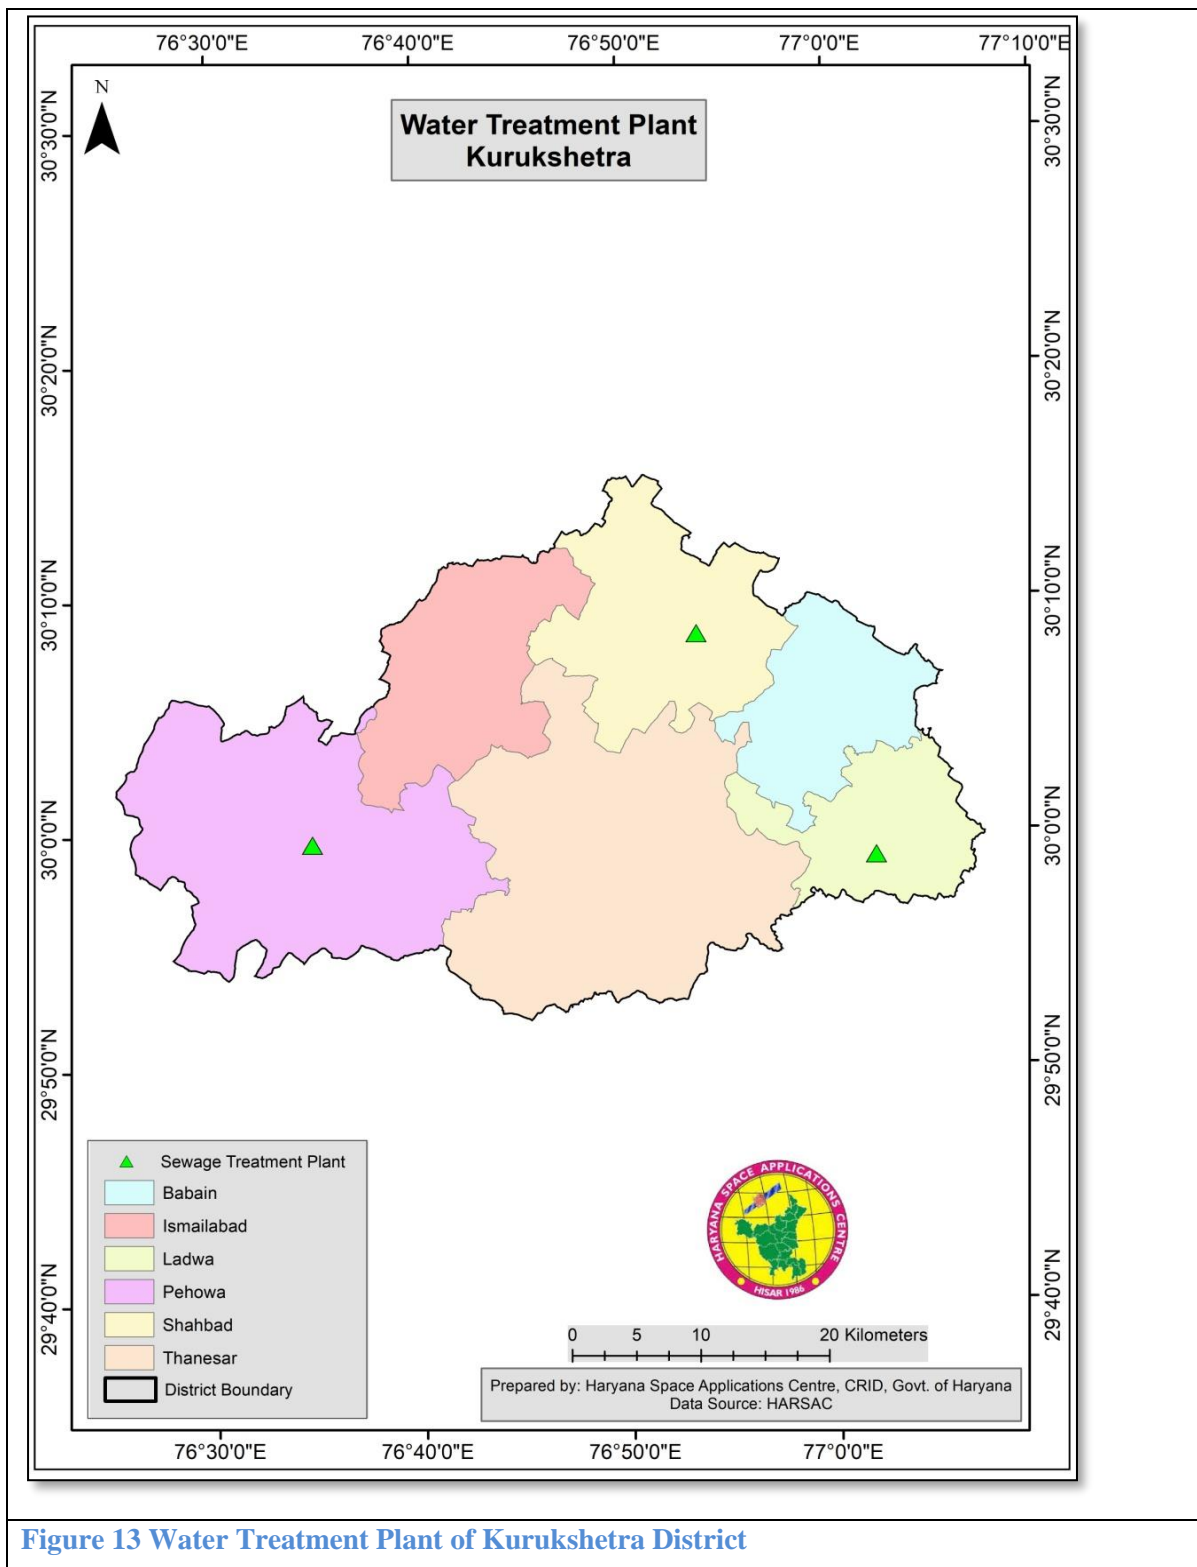 76°30'0"E 76°40'0"E 76°50'0"E 77°0'0"E 77°10'0"E
N
Water Treatment Plant
Kurukshetra
30°30'0"N 30°30'0"N
30°20'0"N 30°20'0"N
30°10'0"N 30°10'0"N
30°0'0"N 30°0'0"N
29°50'0"N 29°50'0"N
29°40'0"N 29°40'0"N
Sewage Treatment Plant
Babain
Ismailabad
Ladwa
Pehowa
Shahbad
Thanesar
District Boundary
HARYANA SPACE APPLICATIONS CENTRE
HISAR 1986
0 5 10 20 Kilometers
Prepared by: Haryana Space Applications Centre, CRID, Govt. of Haryana
Data Source: HARSAC
76°30'0"E 76°40'0"E 76°50'0"E 77°0'0"E
Figure 13 Water Treatment Plant of Kurukshetra District